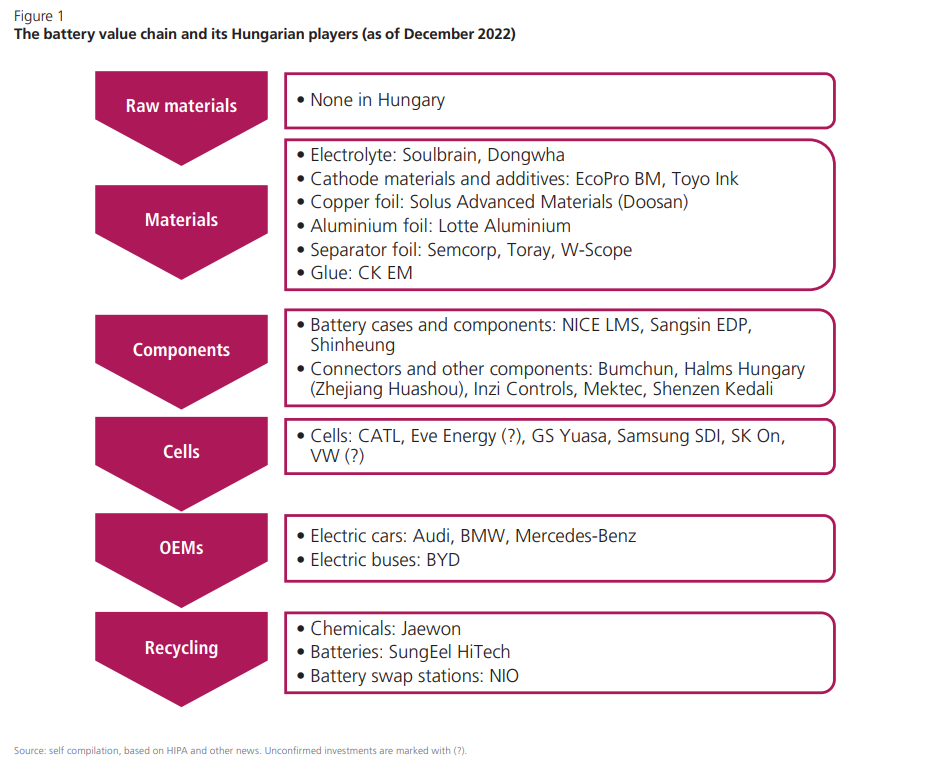 Figure 1
The battery value chain and its Hungarian players (as of December 2022)
Raw materials
• None in Hungary
Materials
• Electrolyte: Soulbrain, Dongwha
• Cathode materials and additives: EcoPro BM, Toyo Ink
• Copper foil: Solus Advanced Materials (Doosan)
• Aluminium foil: Lotte Aluminium
• Separator foil: Semcorp, Toray, W-Scope
• Glue: CK EM
Components
• Battery cases and components: NICE LMS, Sangsin EDP,
Shinheung
• Connectors and other components: Bumchun, Halms Hungary
(Zhejiang Huashou), Inzi Controls, Mektec, Shenzen Kedali
Cells
• Cells: CATL, Eve Energy (?), GS Yuasa, Samsung SDI, SK On,
VW (?)
OEMs
• Electric cars: Audi, BMW, Mercedes-Benz
• Electric buses: BYD
Recycling
• Chemicals: Jaewon
• Batteries: SungEel HiTech
• Battery swap stations: NIO
Source: self compilation, based on HIPA and other news. Unconfirmed investments are marked with (?).